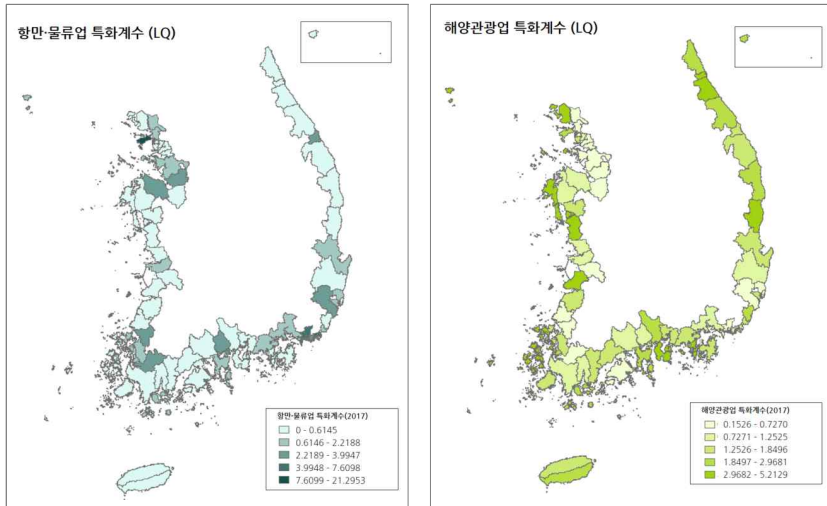 항만·물류업 특화계수 (LQ)
항만·물류업 특화계수(2017)
0 - 0.6145
0.6146 - 2.2188
2.2189 - 3.9947
3.9948 - 7.6098
7.6099 - 21.2953
해양관광업 특화계수 (LQ)
해양관광업 특화계수(2017)
0.1526 - 0.7270
0.7271 - 1.2525
1.2526 - 1.8496
1.8497 - 2.9681
2.9682 - 5.2129